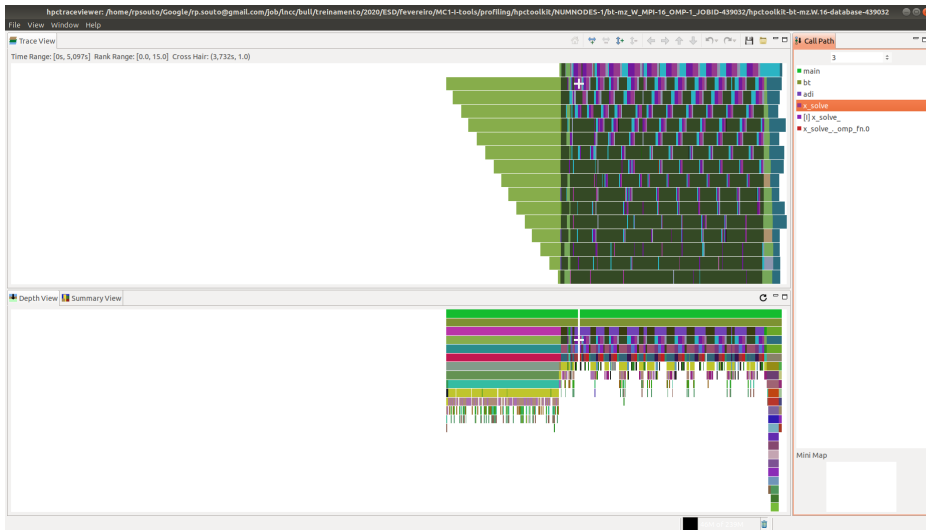 hpctraceviewer: /home/rpsouto/Google/rp.souto@gmail.com/job/lncc/bull/treinamento/2020/ESD/fevereiro/MC1-I-tools/profiling/hpctoolkit/NUMNODES-1/bt-mz_W_MPI-16_OMP-1_JOBID-439032/hpctoolkit-bt-mz.W.16-database-439032
File View Window Help
Trace View
Time Range: [0s, 5,097s] Rank Range: [0.0, 15.0] Cross Hair: (3,732s, 1.0)
Call Path
3
main
bt
adi
x_solve
[I] x_solve_
x_solve_._omp_fn.0
Depth View Summary View
Mini Map